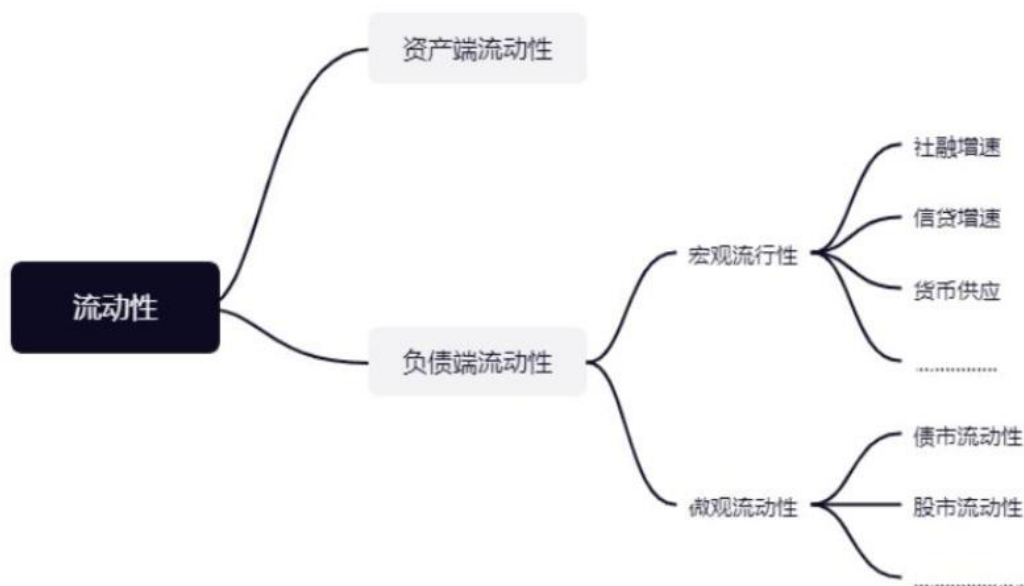 资产端流动性
社融增速
信贷增速
宏观流行性
货币供应
流动性
负债端流动性
................
债市流动性
微观流动性
股市流动性
................